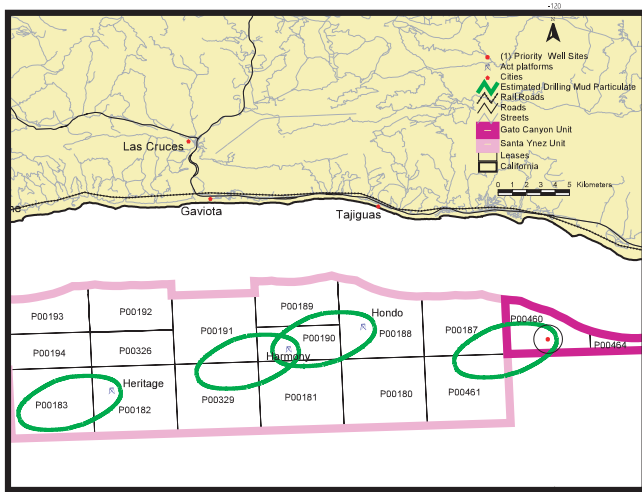 -120
N
(1) Priority Well Sites
Act platforms
Cities
Estimated Drilling Mud Particulate
Rail Roads
Roads
Streets
Gato Canyon Unit
Santa Ynez Unit
Leases
California
0 1 2 3 4 5 Kilometers
Las Cruces
Gaviota
Tajiguas
P00193
P00192
P00189
P00460
P00191
Hondo
P00190
P00188
P00187
P00464
P00194
P00326
Harmony
Heritage
P00183
P00182
P00329
P00181
P00180
P00461